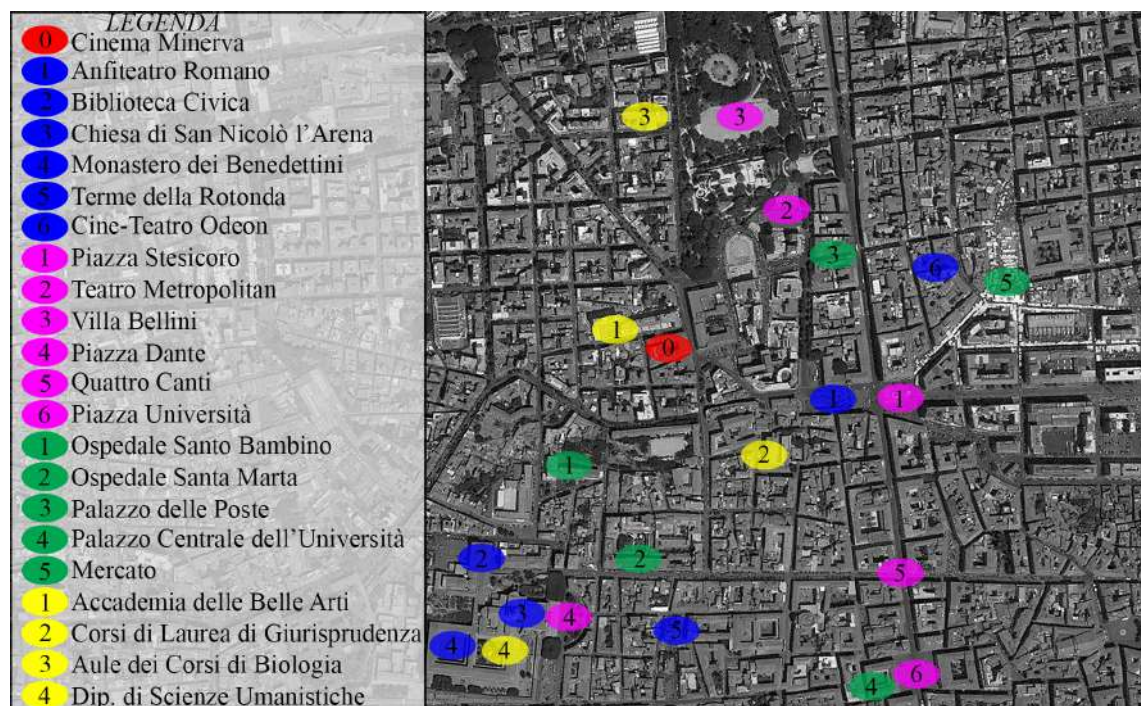 LEGENDA
0 Cinema Minerva
1 Anfiteatro Romano
2 Biblioteca Civica
3 Chiesa di San Nicolò l'Arena
4 Monastero dei Benedettini
5 Terme della Rotonda
6 Cine-Teatro Odeon
1 Piazza Stesicoro
2 Teatro Metropolitan
3 Villa Bellini
4 Piazza Dante
5 Quattro Canti
6 Piazza Università
1 Ospedale Santo Bambino
2 Ospedale Santa Marta
3 Palazzo delle Poste
4 Palazzo Centrale dell'Università
5 Mercato
1 Accademia delle Belle Arti
2 Corsi di Laurea di Giurisprudenza
3 Aule dei Corsi di Biologia
4 Dip. di Scienze Umanistiche
3
3
2
3
6
5
1
0
1
1
2
1
2
2
5
3
4
5
4
4
6
4